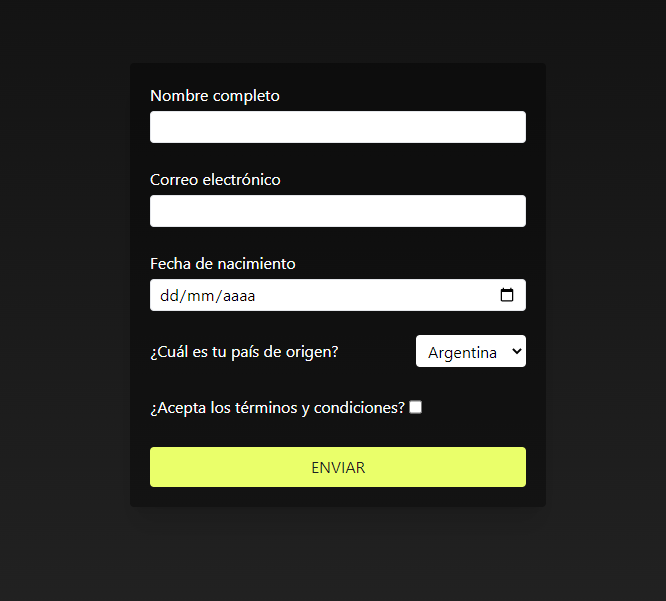 Nombre completo
Correo electrónico
Fecha de nacimiento
dd/mm/aaaa
¿Cuál es tu país de origen? Argentina
¿Acepta los términos y condiciones?
ENVIAR